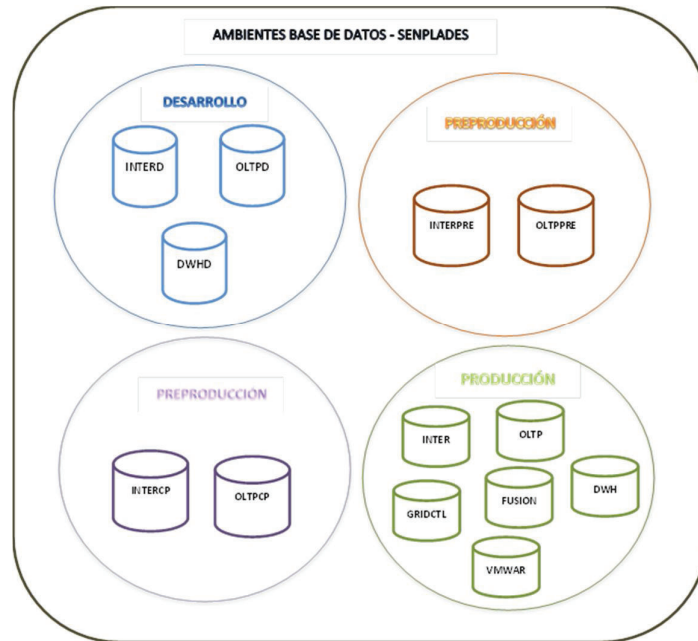 AMBIENTES BASE DE DATOS - SENPLADES
DESARROLLO
INTERD
OLTPD
DWHD
PREPRODUCCIÓN
INTERPRE
OLTPPRE
PREPRODUCCIÓN
INTERCP
OLTPCP
PRODUCCIÓN
INTER
OLTP
GRIDCTL
FUSION
DWH
VMWAR